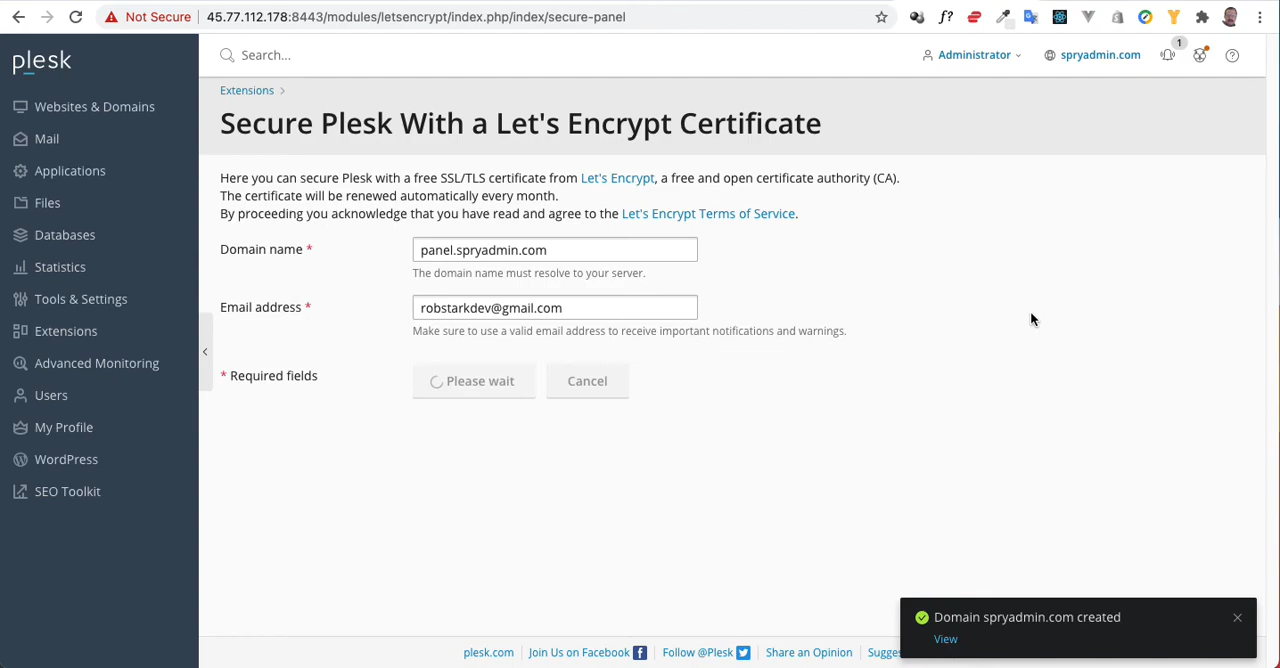 Not Secure
45.77.112.178:8443/modules/letsencrypt/index.php/index/secure-panel
f?
plesk
Search...
Administrator
spryadmin.com
1
Websites & Domains
Mail
Applications
Files
Databases
Statistics
Tools & Settings
Extensions
Advanced Monitoring
Users
My Profile
WordPress
SEO Toolkit
Extensions
Secure Plesk With a Let's Encrypt Certificate
Here you can secure Plesk with a free SSL/TLS certificate from Let's Encrypt, a free and open certificate authority (CA).
The certificate will be renewed automatically every month.
By proceeding you acknowledge that you have read and agree to the Let's Encrypt Terms of Service.
Domain name * panel.spryadmin.com
The domain name must resolve to your server.
Email address * robstarkdev@gmail.com
Make sure to use a valid email address to receive important notifications and warnings.
* Required fields Please wait Cancel
Domain spryadmin.com created
View
plesk.com Join Us on Facebook Follow @Plesk Share an Opinion Sugges